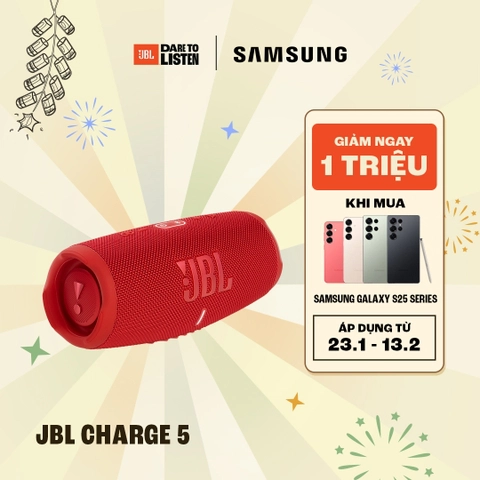 JBL DARE TO LISTEN | SAMSUNG
GIẢM NGAY
1 TRIỆU
KHI MUA
SAMSUNG GALAXY S25 SERIES
ÁP DỤNG TỪ
23.1 - 13.2
JBL
JBL CHARGE 5